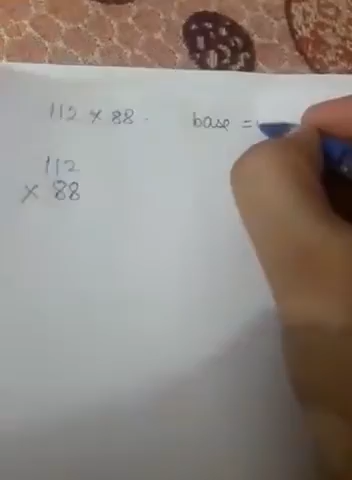 112 × 88.
base =
112
× 88